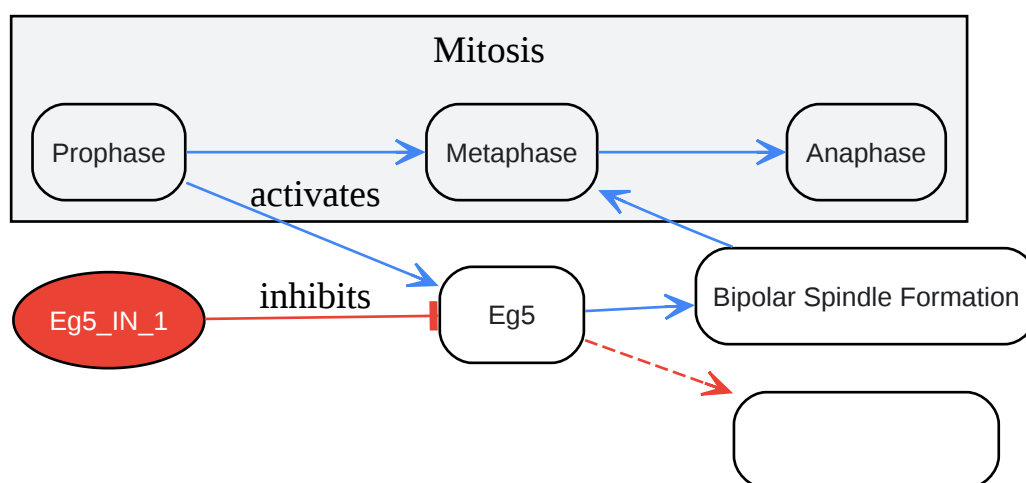 Mitosis
Prophase
Metaphase
Anaphase
activates
Eg5_IN_1
inhibits
Eg5
Bipolar Spindle Formation